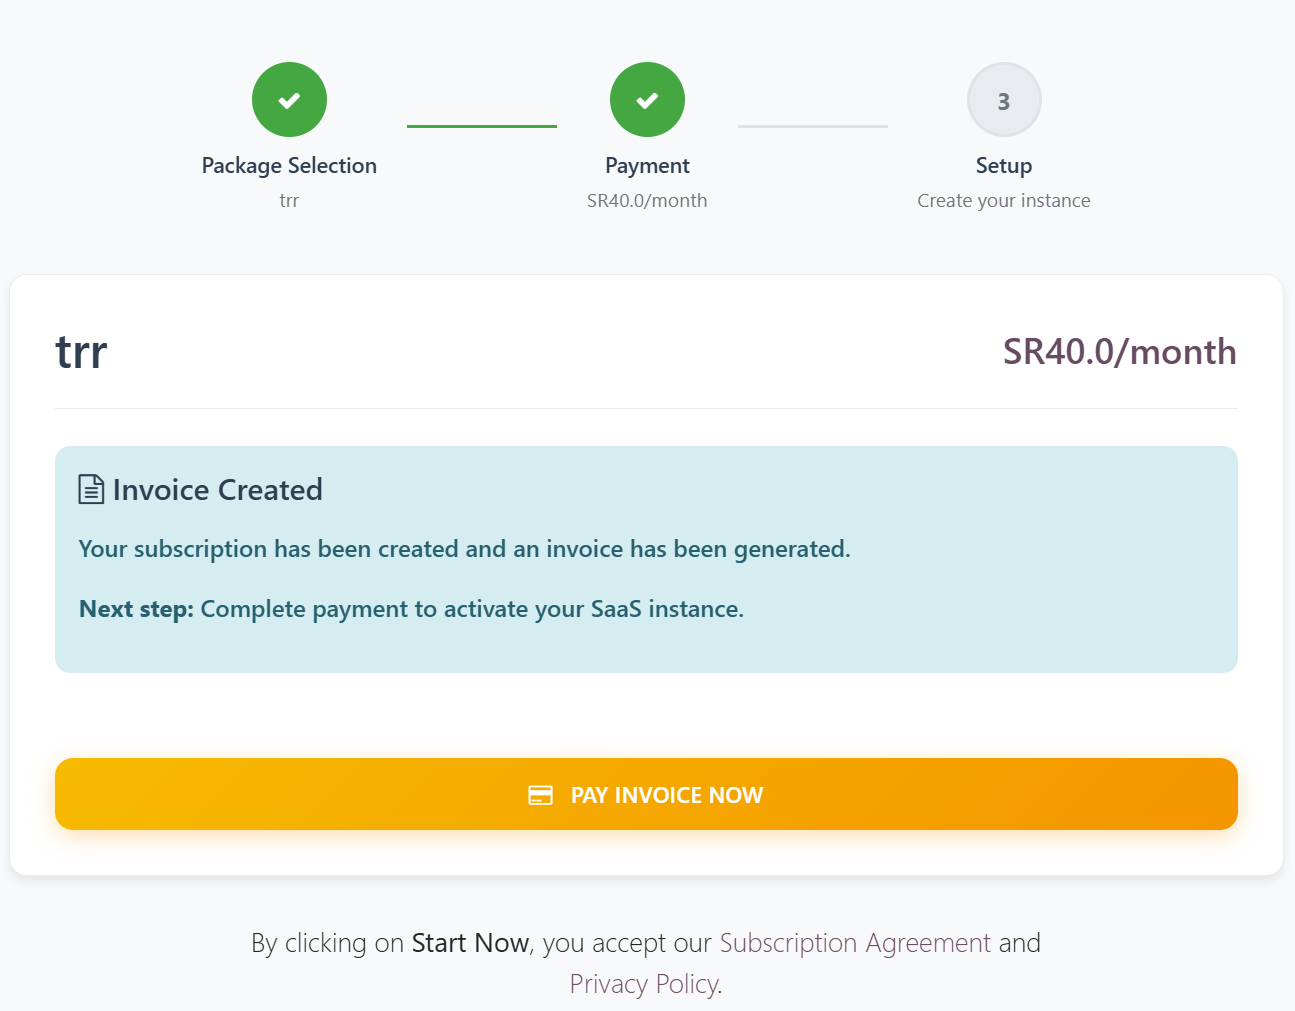 3
Package Selection
Payment
Setup
trr
SR40.0/month
Create your instance
trr
SR40.0/month
Invoice Created
Your subscription has been created and an invoice has been generated.
Next step: Complete payment to activate your SaaS instance.
PAY INVOICE NOW
By clicking on Start Now, you accept our Subscription Agreement and
Privacy Policy.